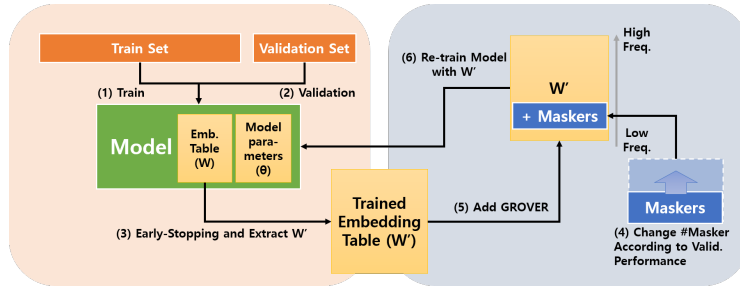 Train Set
Validation Set
(1) Train
(2) Validation
Model
Emb.
Table
(W)
Model
para-
meters
(θ)
(3) Early-Stopping and Extract W′
Trained
Embedding
Table (W′)
(5) Add GROVER
(6) Re-train Model
with W′
W′
+ Maskers
High
Freq.
Low
Freq.
Maskers
(4) Change #Masker
According to Valid.
Performance